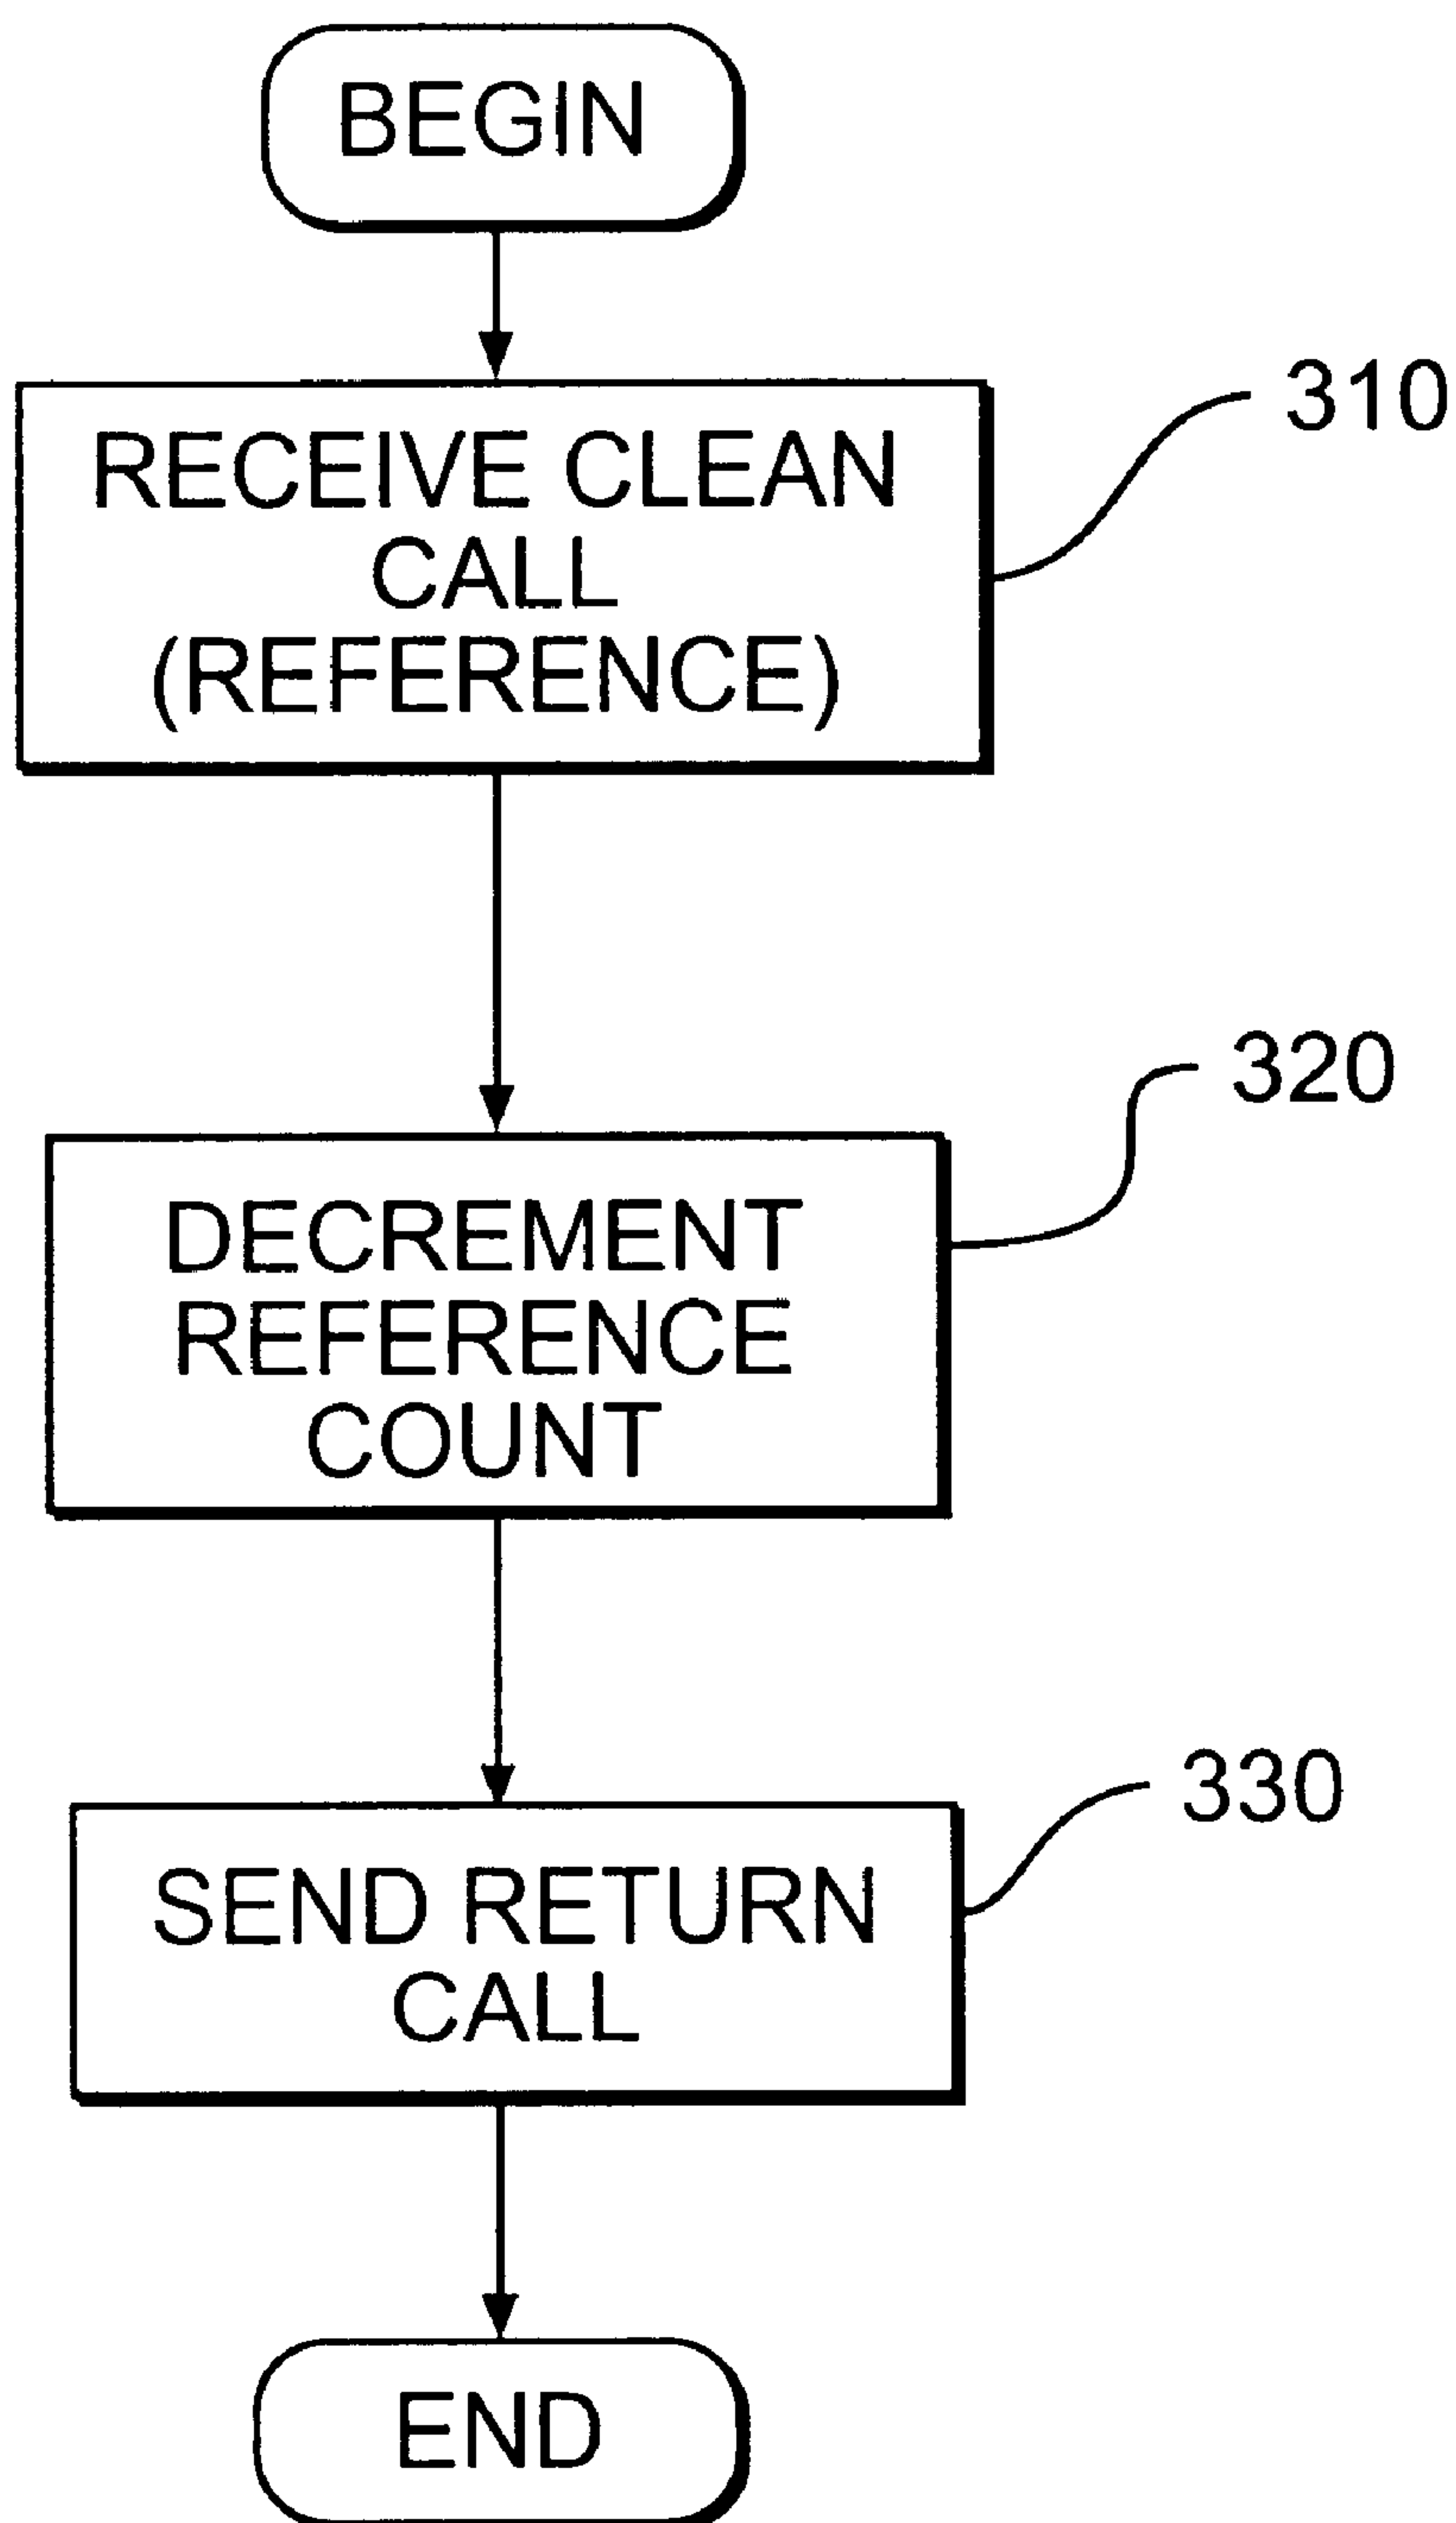 BEGIN
RECEIVE CLEAN
CALL
(REFERENCE)
310
DECREMENT
REFERENCE
COUNT
320
SEND RETURN
CALL
330
END